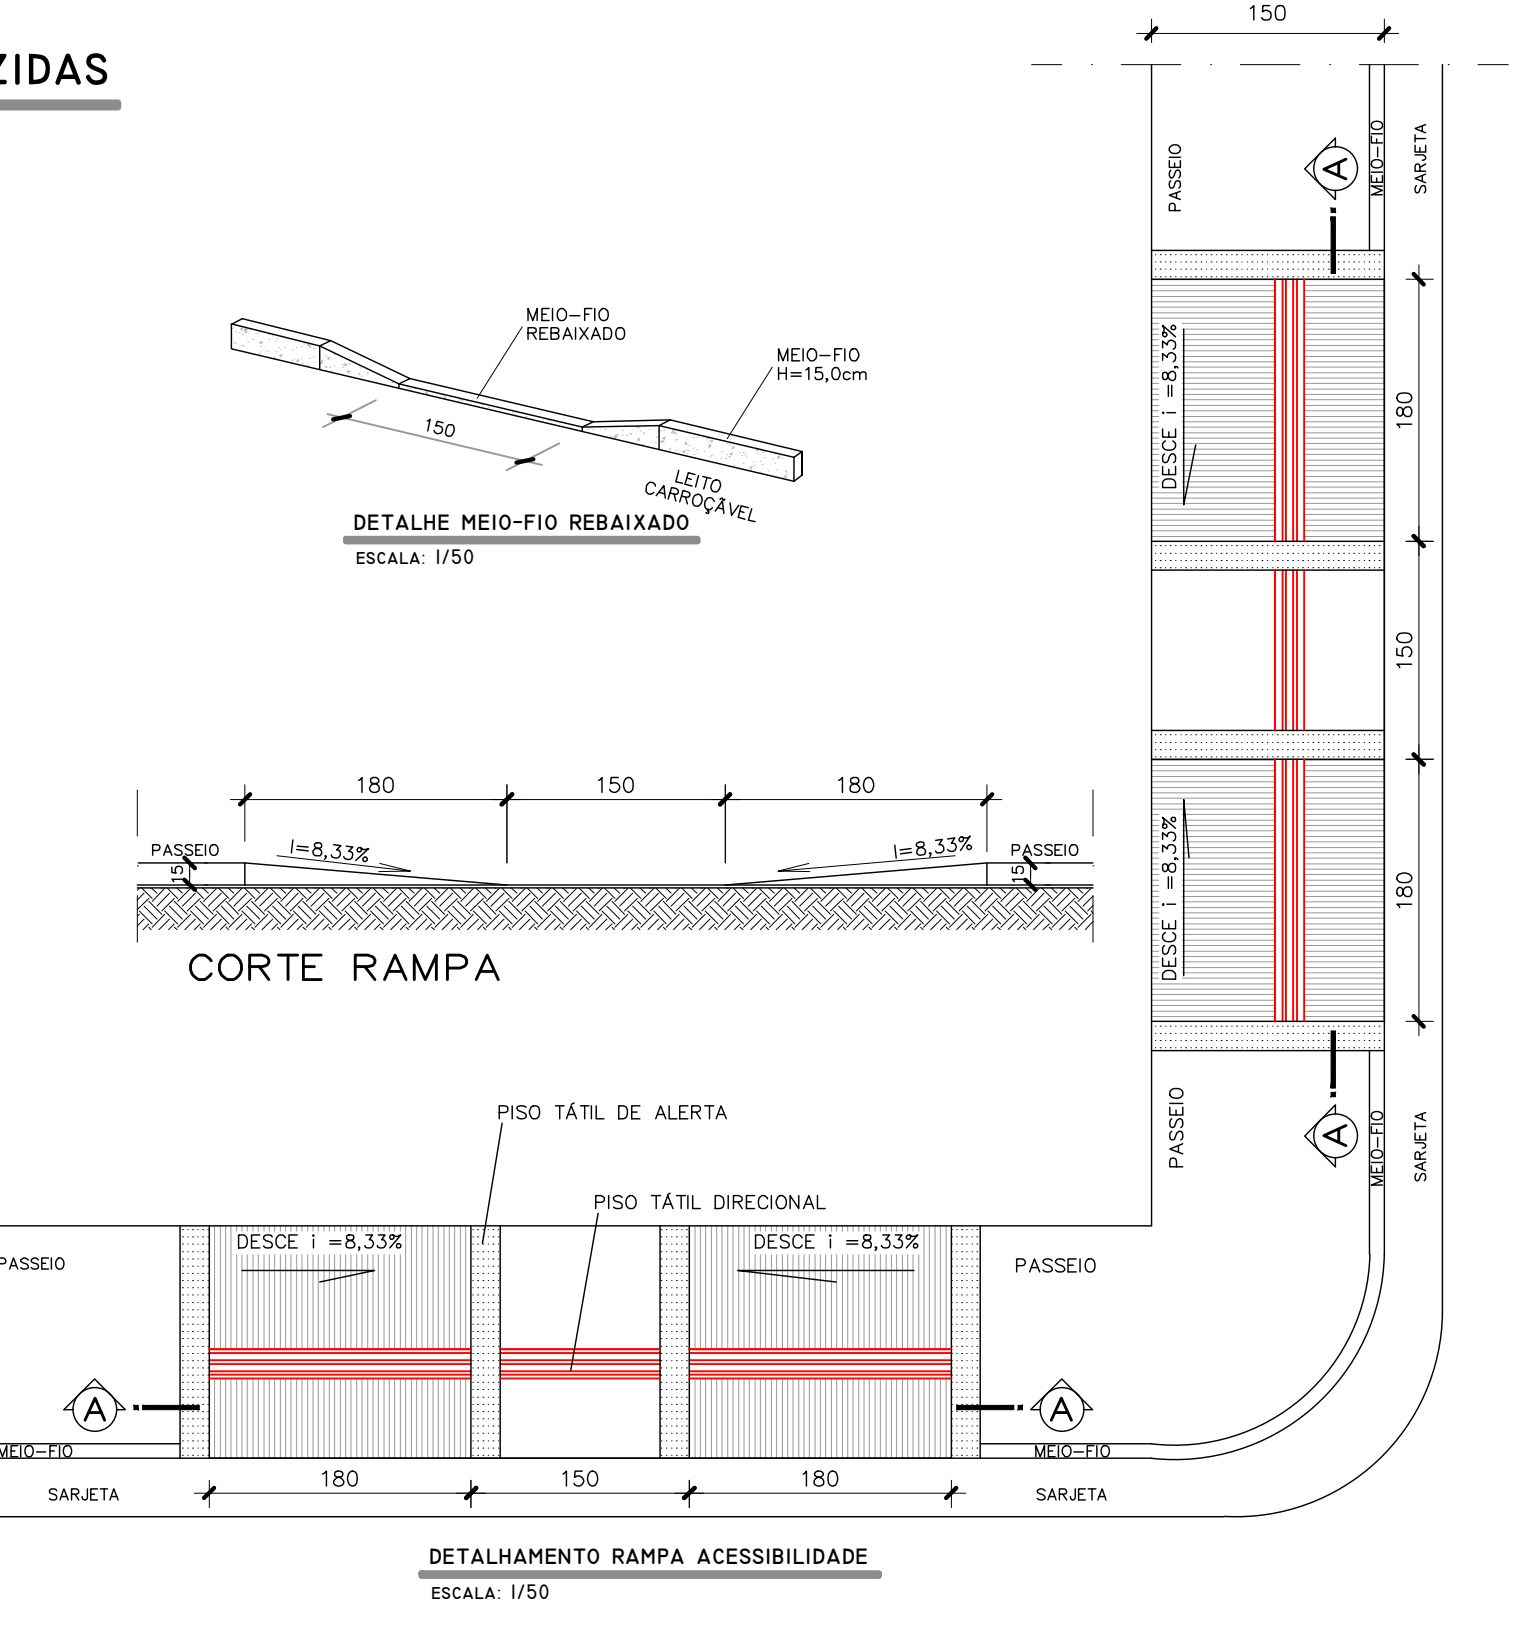 ZIDAS
150
PASSEIO
A
MEIO-FIO
SARJETA
MEIO-FIO
REBAIXADO
MEIO-FIO
H=15,0cm
150
LEITO
CARROÇÃVEL
DETALHE MEIO-FIO REBAIXADO
ESCALA: 1/50
DESCE i =8,33%
180
150
DESCE i =8,33%
180
180
150
180
PASSEIO
I=8,33%
I=8,33%
PASSEIO
15
15
CORTE RAMPA
PASSEIO
A
MEIO-FIO
SARJETA
PISO TÁTIL DE ALERTA
PISO TÁTIL DIRECIONAL
PASSEIO
DESCE i =8,33%
DESCE i =8,33%
PASSEIO
A
A
MEIO-FIO
MEIO-FIO
SARJETA
180
150
180
SARJETA
DETALHAMENTO RAMPA ACESSIBILIDADE
ESCALA: 1/50